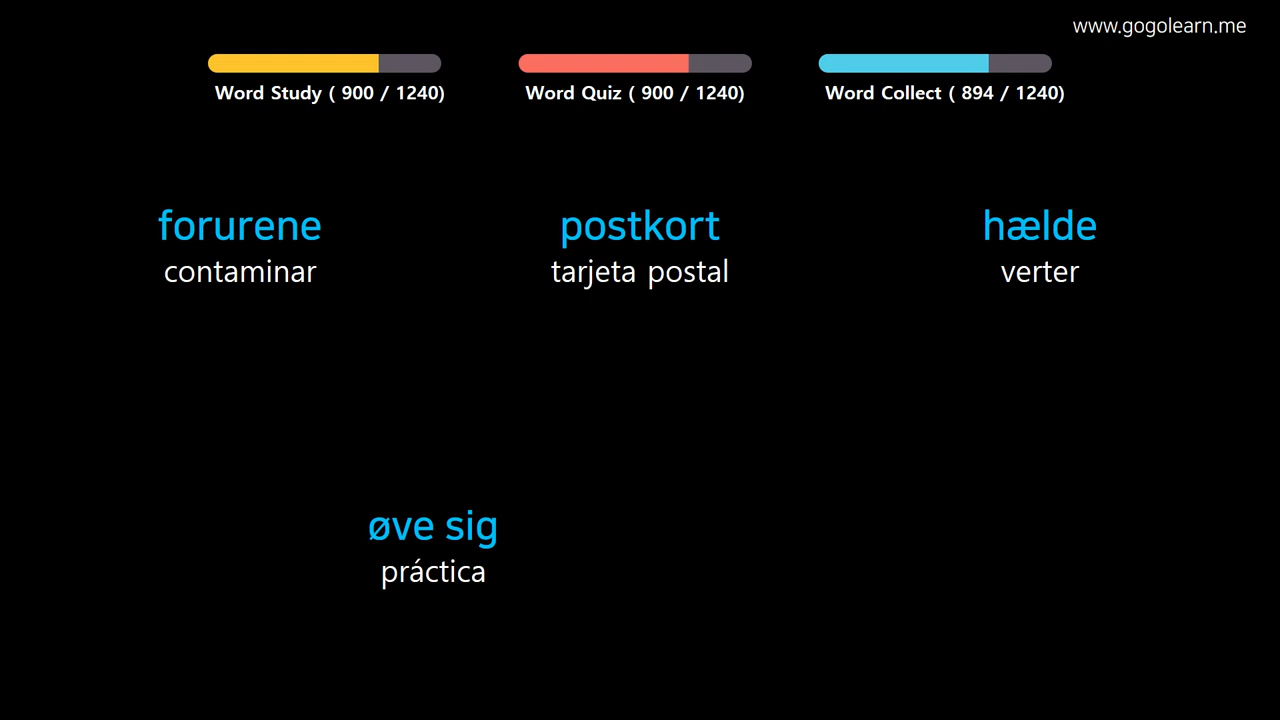 www.gogolearn.me
Word Study ( 900 / 1240)
Word Quiz ( 900 / 1240)
Word Collect ( 894 / 1240)
forurene
contaminar
postkort
tarjeta postal
hælde
verter
øve sig
práctica